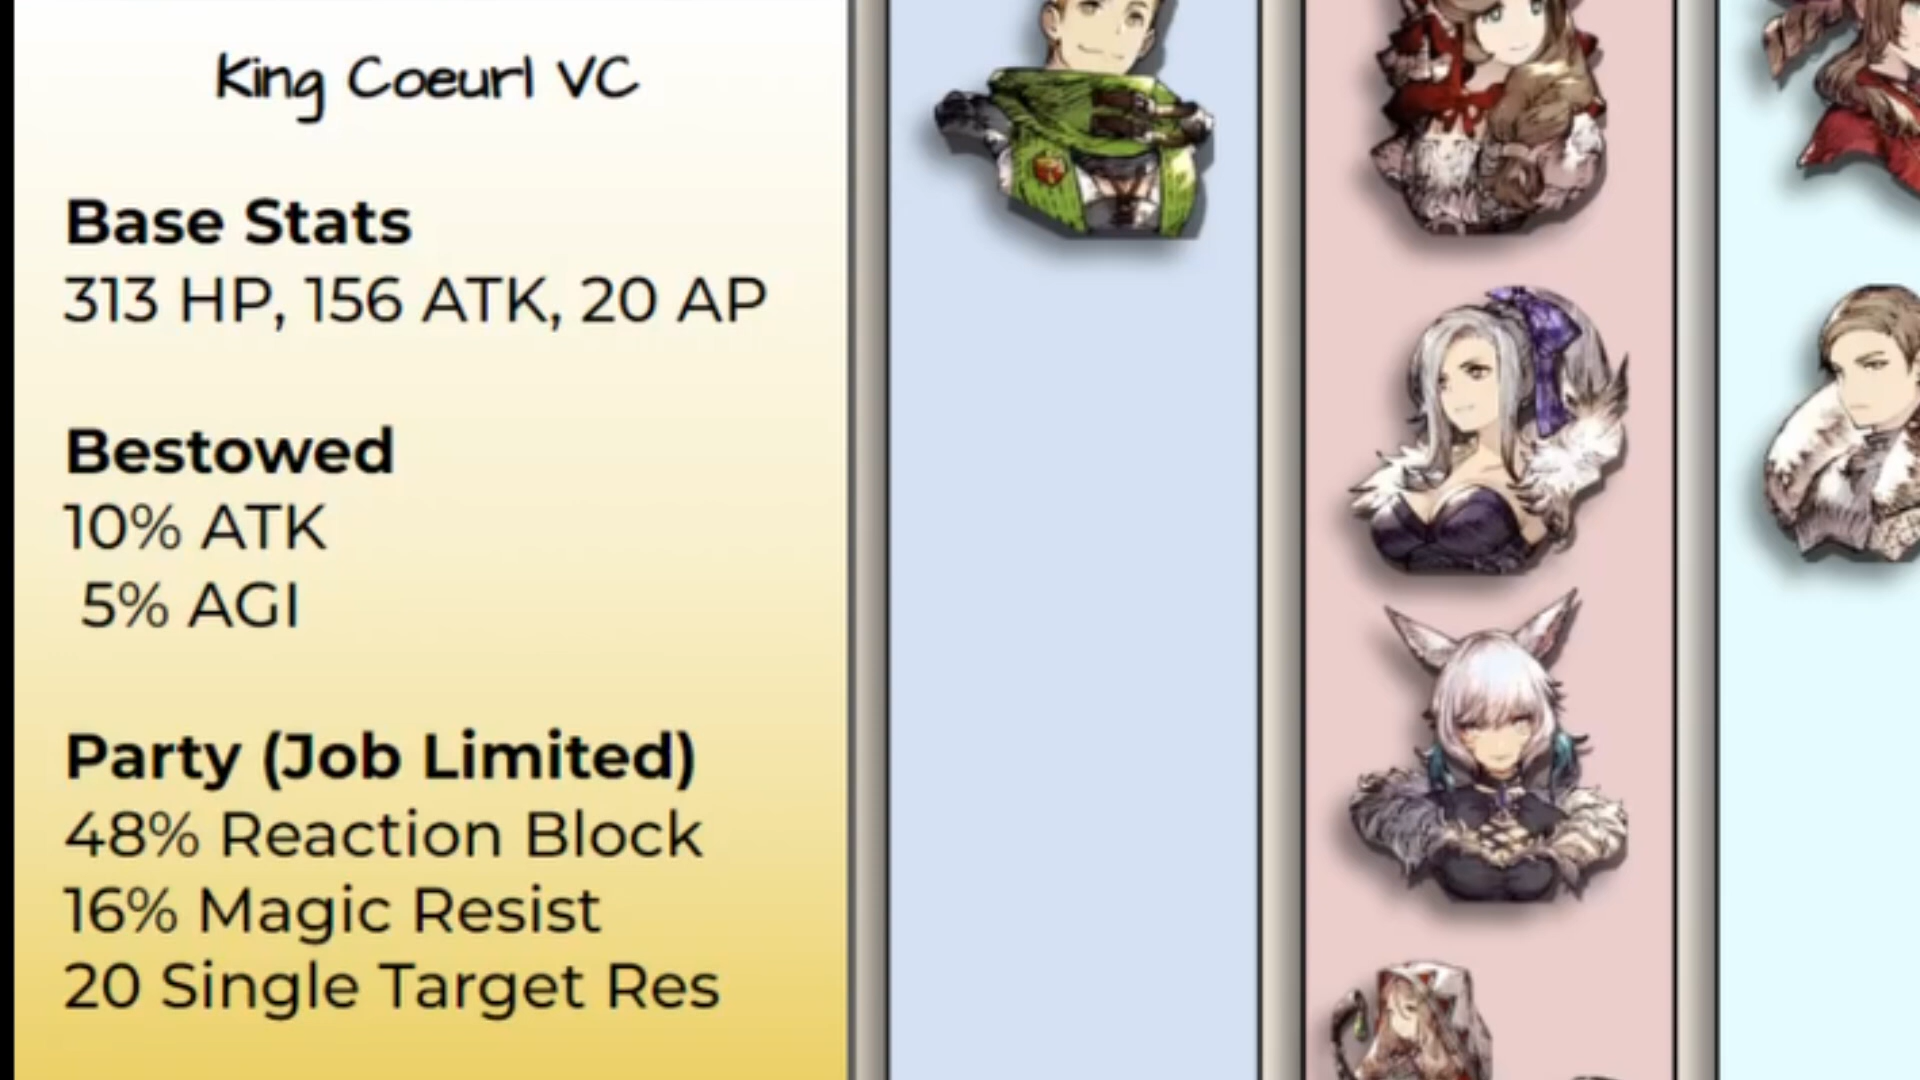 King Coeurl VC
Base Stats
313 HP, 156 ATK, 20 AP
Bestowed
10% ATK
5% AGI
Party (Job Limited)
48% Reaction Block
16% Magic Resist
20 Single Target Res